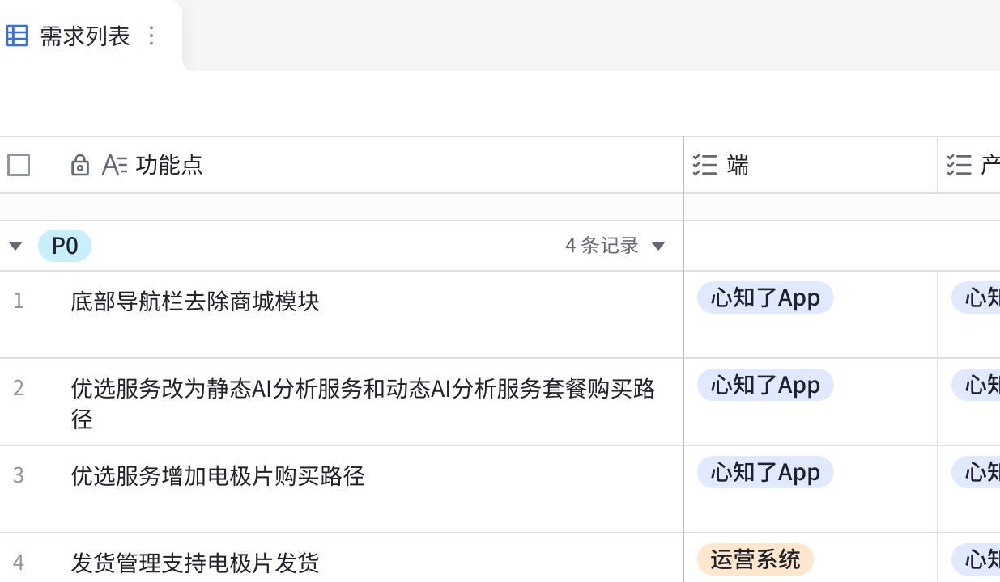 需求列表
功能点 端 产
P0 4 条记录
1 底部导航栏去除商城模块 心知了App 心知
2 优选服务改为静态AI分析服务和动态AI分析服务套餐购买路 心知了App 心知
径
3 优选服务增加电极片购买路径 心知了App 心知
4 发货管理支持电极片发货 运营系统 心知